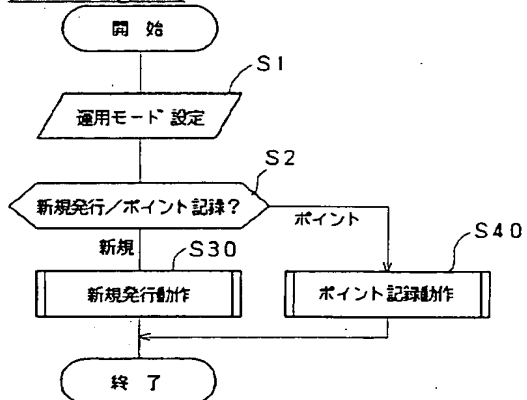 開 始
S1
運用モード設定
S2
新規発行/ポイント記録?
ポイント
新規
S30
S40
新規発行動作
ポイント記録動作
終 了